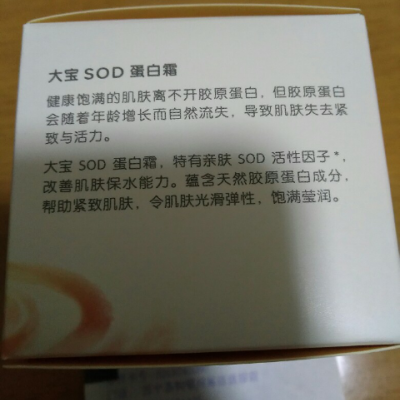 大宝 SOD 蛋白霜
健康饱满的肌肤离不开胶原蛋白，但胶原蛋白
会随着年龄增长而自然流失，导致肌肤失去紧
致与活力。
大宝 SOD 蛋白霜，特有亲肤 SOD 活性因子*，
改善肌肤保水能力。蕴含天然胶原蛋白成分，
帮助紧致肌肤，令肌肤光滑弹性，饱满莹润。